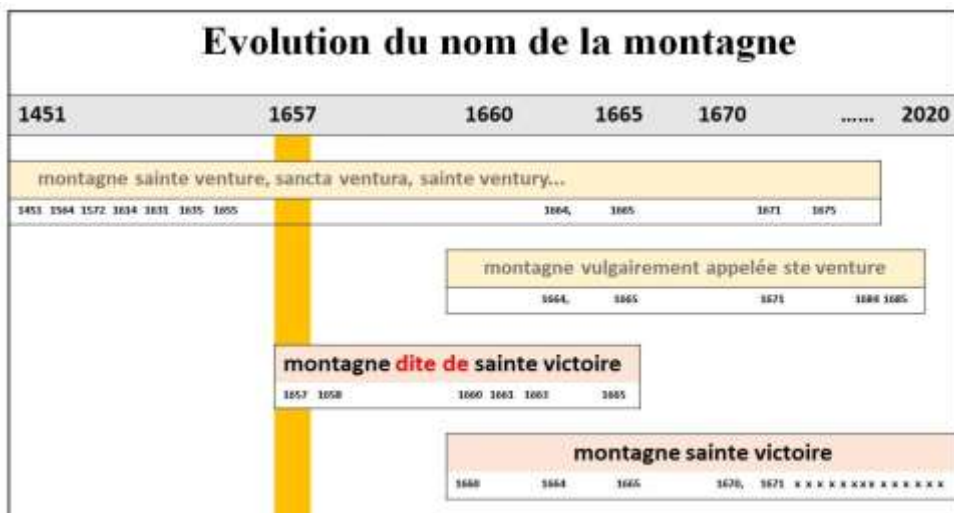 Evolution du nom de la montagne
1451 1657 1660 1665 1670 ...... 2020
montagne sainte venture, sancta ventura, sainte ventury...
1451 1564 1572 1614 1631 1635 1655 1664, 1665 1671 1675
montagne vulgairement appelée ste venture
1664, 1665 1671 1684 1685
montagne dite de sainte victoire
1657 1658 1660 1661 1663 1665
montagne sainte victoire
1660 1664 1665 1670, 1671 x x x x x x x x x x x x x x x